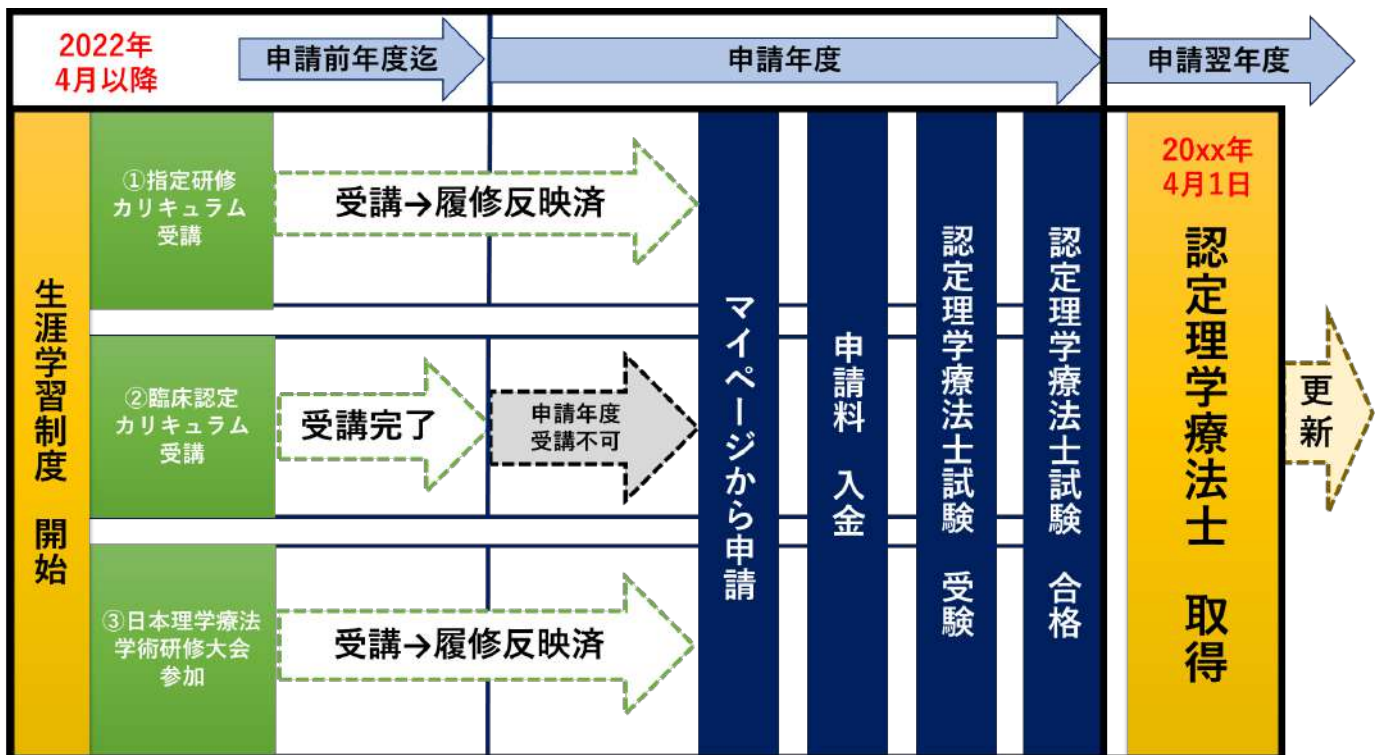 2022年
4月以降
申請前年度迄
申請年度
申請翌年度
生涯学習制度 開始
①指定研修
カリキュラム
受講
受講→履修反映済
②臨床認定
カリキュラム
受講
受講完了
申請年度
受講不可
③日本理学療法
学術研修大会
参加
受講→履修反映済
マイページから申請
申請料 入金
認定理学療法士試験 受験
認定理学療法士試験 合格
20xx年
4月1日
認定理学療法士 取得
更新